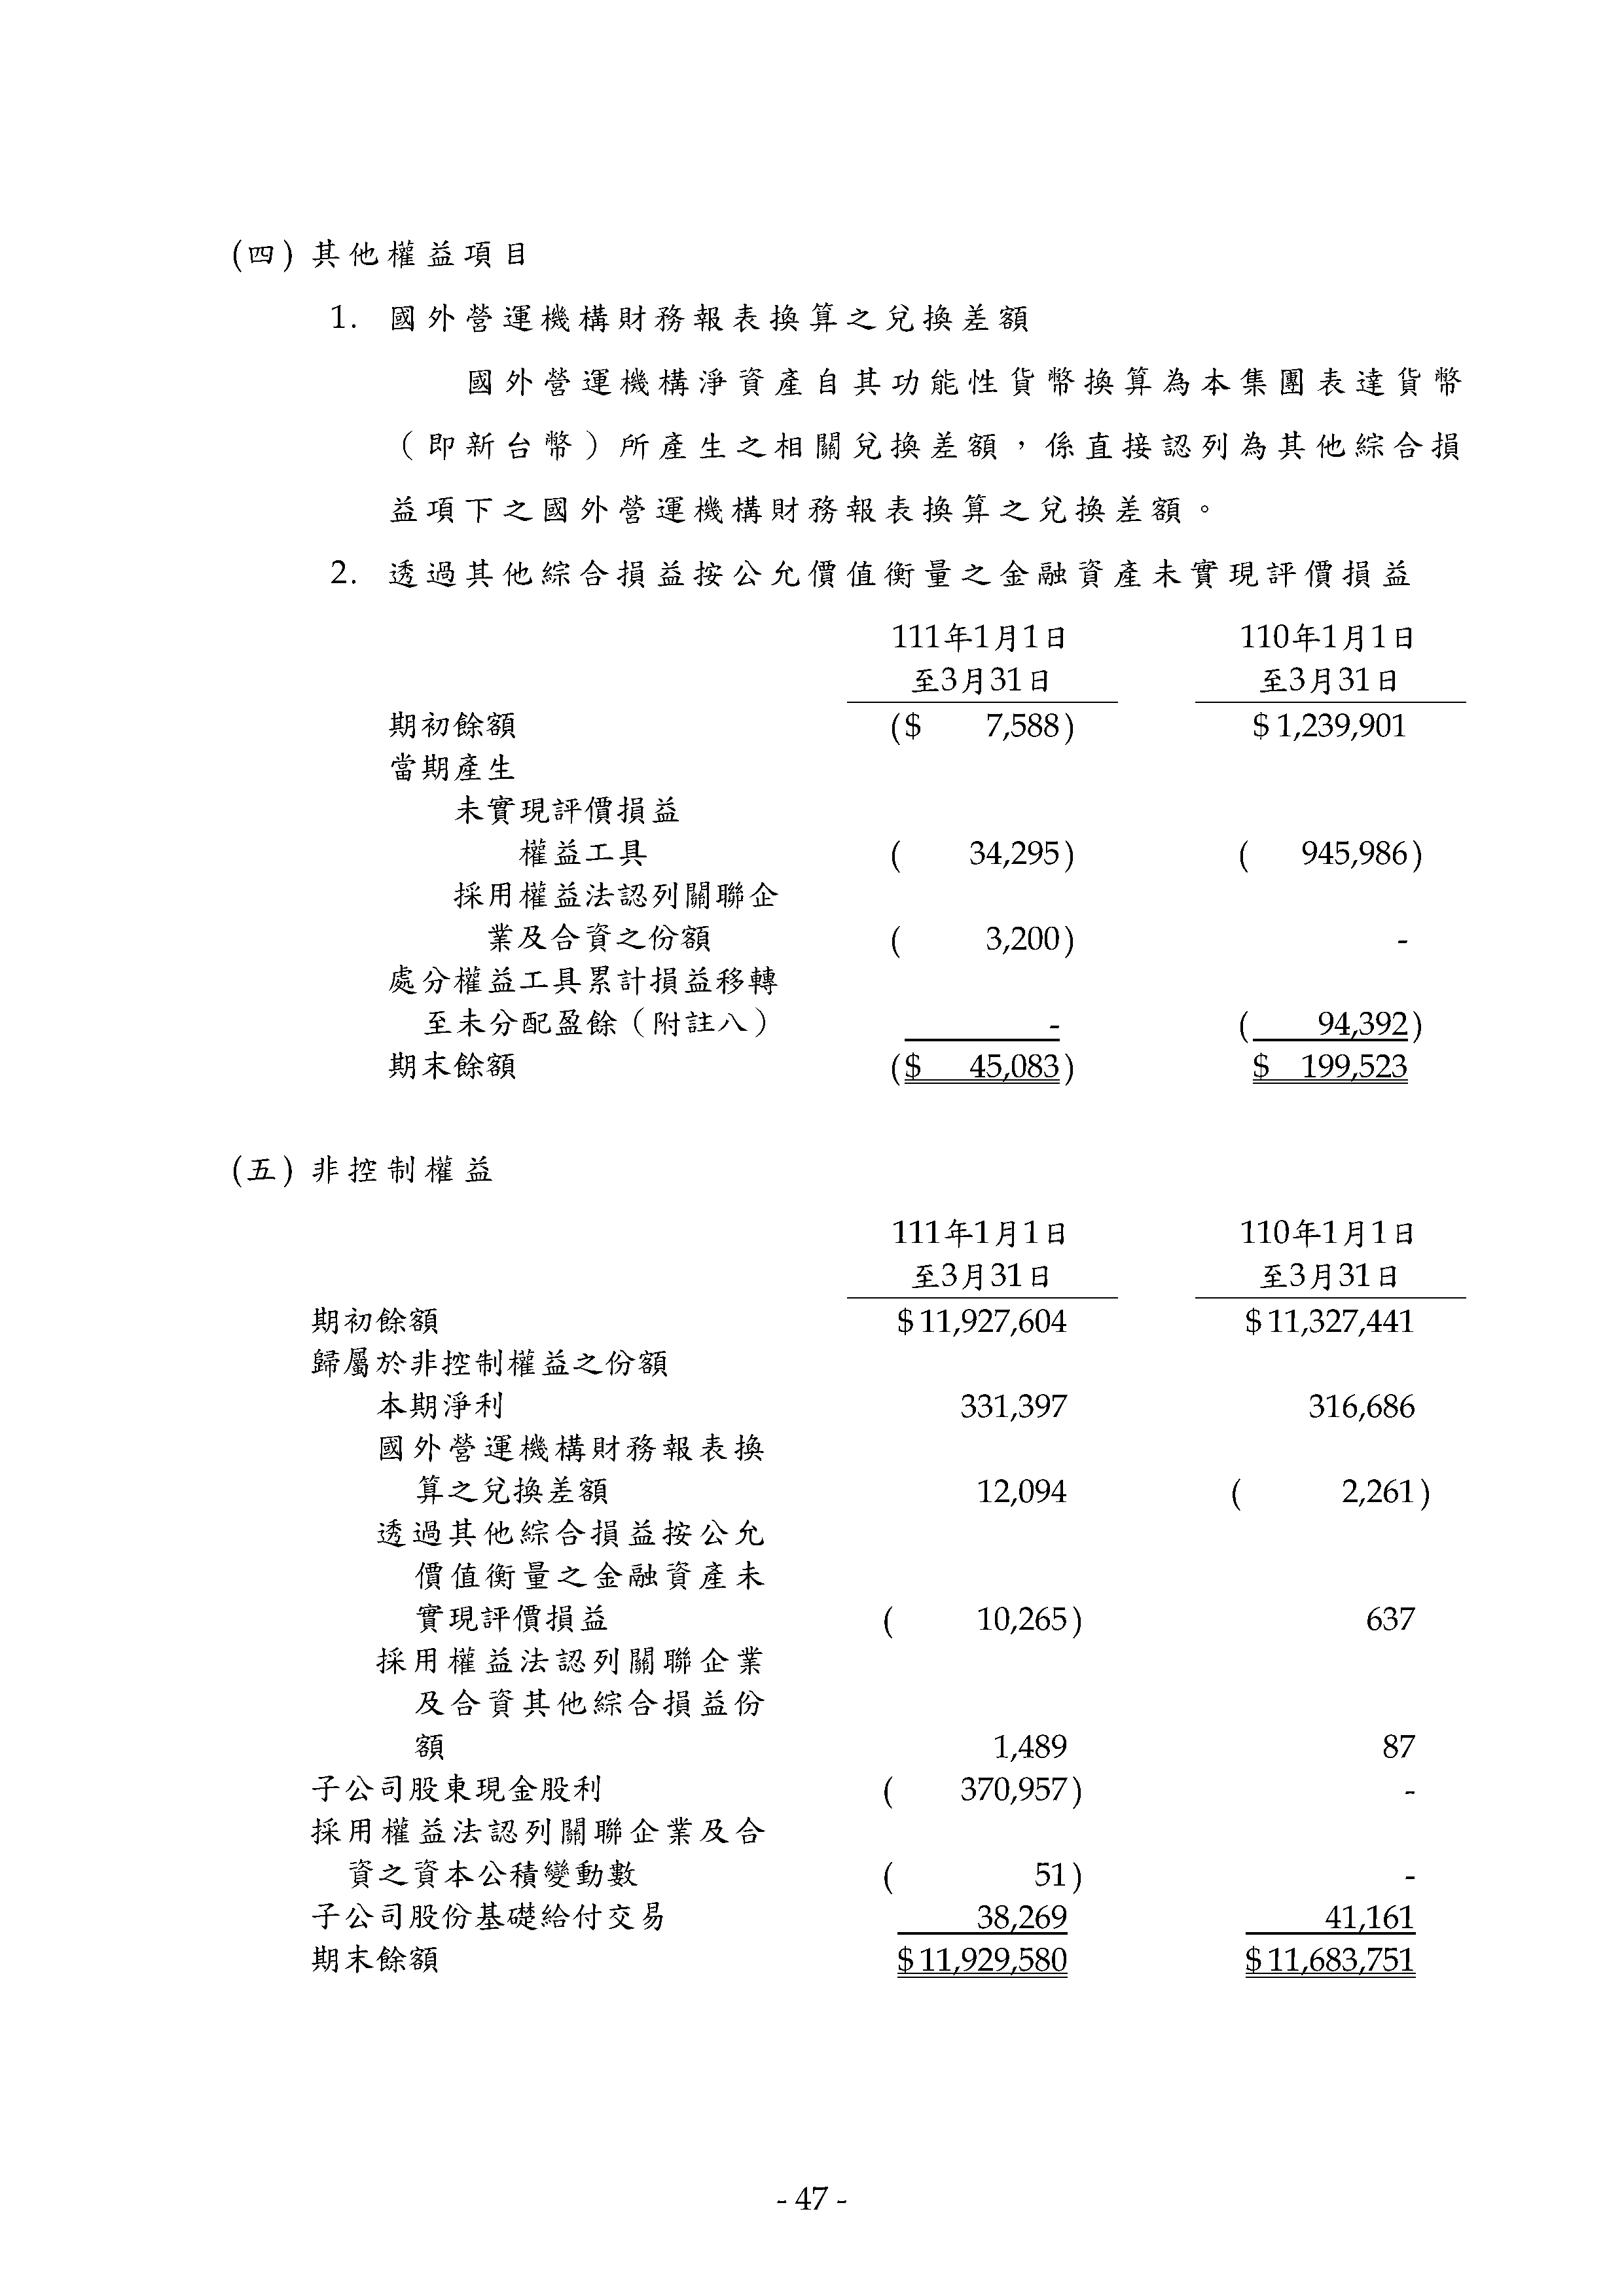 (四) 其他權益項目
1. 國外營運機構財務報表換算之兌換差額
國外營運機構淨資產自其功能性貨幣換算為本集團表達貨幣
（即新台幣）所產生之相關兌換差額，係直接認列為其他綜合損
益項下之國外營運機構財務報表換算之兌換差額。
2. 透過其他綜合損益按公允價值衡量之金融資產未實現評價損益
111年1月1日 110年1月1日
至3月31日 至3月31日
期初餘額 ($ 7,588) $ 1,239,901
當期產生
未實現評價損益
權益工具 ( 34,295) ( 945,986)
採用權益法認列關聯企
業及合資之份額 ( 3,200) -
處分權益工具累計損益移轉
至未分配盈餘（附註八） - ( 94,392)
期末餘額 ($ 45,083) $ 199,523
(五) 非控制權益
111年1月1日 110年1月1日
至3月31日 至3月31日
期初餘額 $ 11,927,604 $ 11,327,441
歸屬於非控制權益之份額
本期淨利 331,397 316,686
國外營運機構財務報表換
算之兌換差額 12,094 ( 2,261)
透過其他綜合損益按公允
價值衡量之金融資產未
實現評價損益 ( 10,265) 637
採用權益法認列關聯企業
及合資其他綜合損益份
額 1,489 87
子公司股東現金股利 ( 370,957) -
採用權益法認列關聯企業及合
資之資本公積變動數 ( 51) -
子公司股份基礎給付交易 38,269 41,161
期末餘額 $ 11,929,580 $ 11,683,751
- 47 -